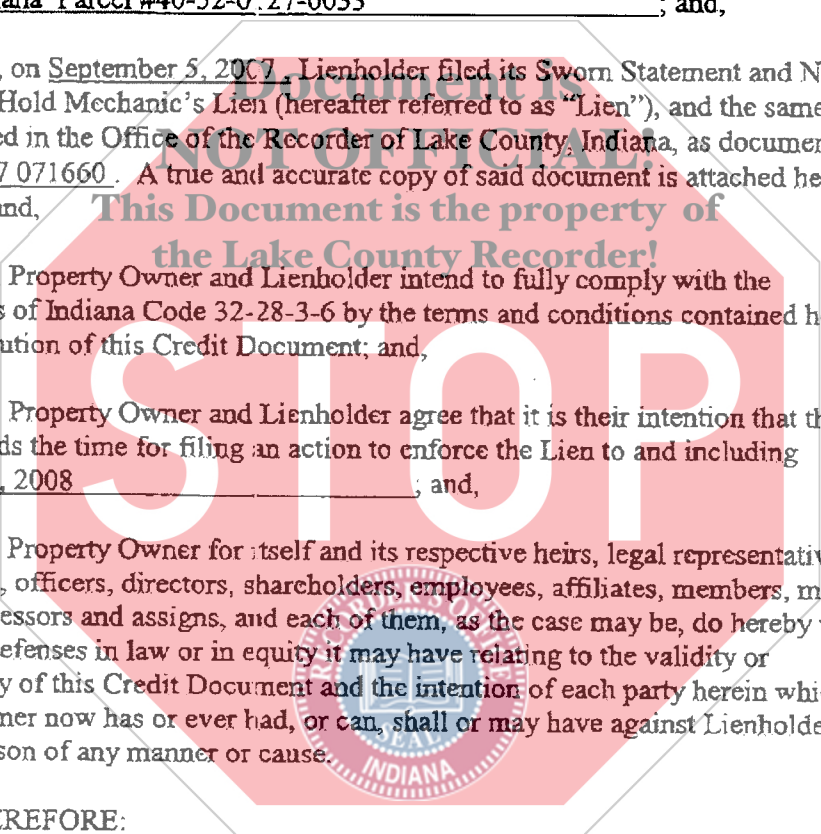 Parcel #40-52-0127-0033 ; and,
, on September 5, 2007 , Lienholder filed its Sworn Statement and N
Hold Mechanic's Lien (hereafter referred to as "Lien"), and the same
ed in the Office of the Recorder of Lake County, Indiana, as documen
7 071660 . A true and accurate copy of said document is attached he
and,
Document is
NOT OFFICIAL!
This Document is the property of
the Lake County Recorder!
Property Owner and Lienholder intend to fully comply with the
s of Indiana Code 32-28-3-6 by the terms and conditions contained h
ution of this Credit Document; and,
STOP
Property Owner and Lienholder agree that it is their intention that th
ds the time for filing an action to enforce the Lien to and including
, 2008 ; and,
Property Owner for itself and its respective heirs, legal representativ
, officers, directors, shareholders, employees, affiliates, members, m
essors and assigns, and each of them, as the case may be, do hereby
efenses in law or in equity it may have relating to the validity or
y of this Credit Document and the intention of each party herein whi
ner now has or ever had, or can, shall or may have against Lienholde
son of any manner or cause.
RECORDER'S OFFICE
SEAL
INDIANA
EREFORE: